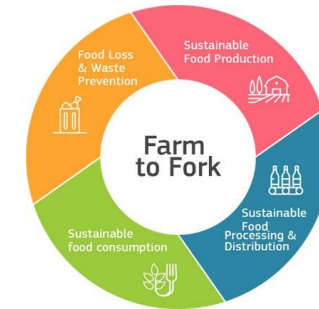 Food Loss
& Waste
Prevention
Sustainable
Food Production
Farm
to Fork
Sustainable
Food
Processing &
Distribution
Sustainable
food consumption